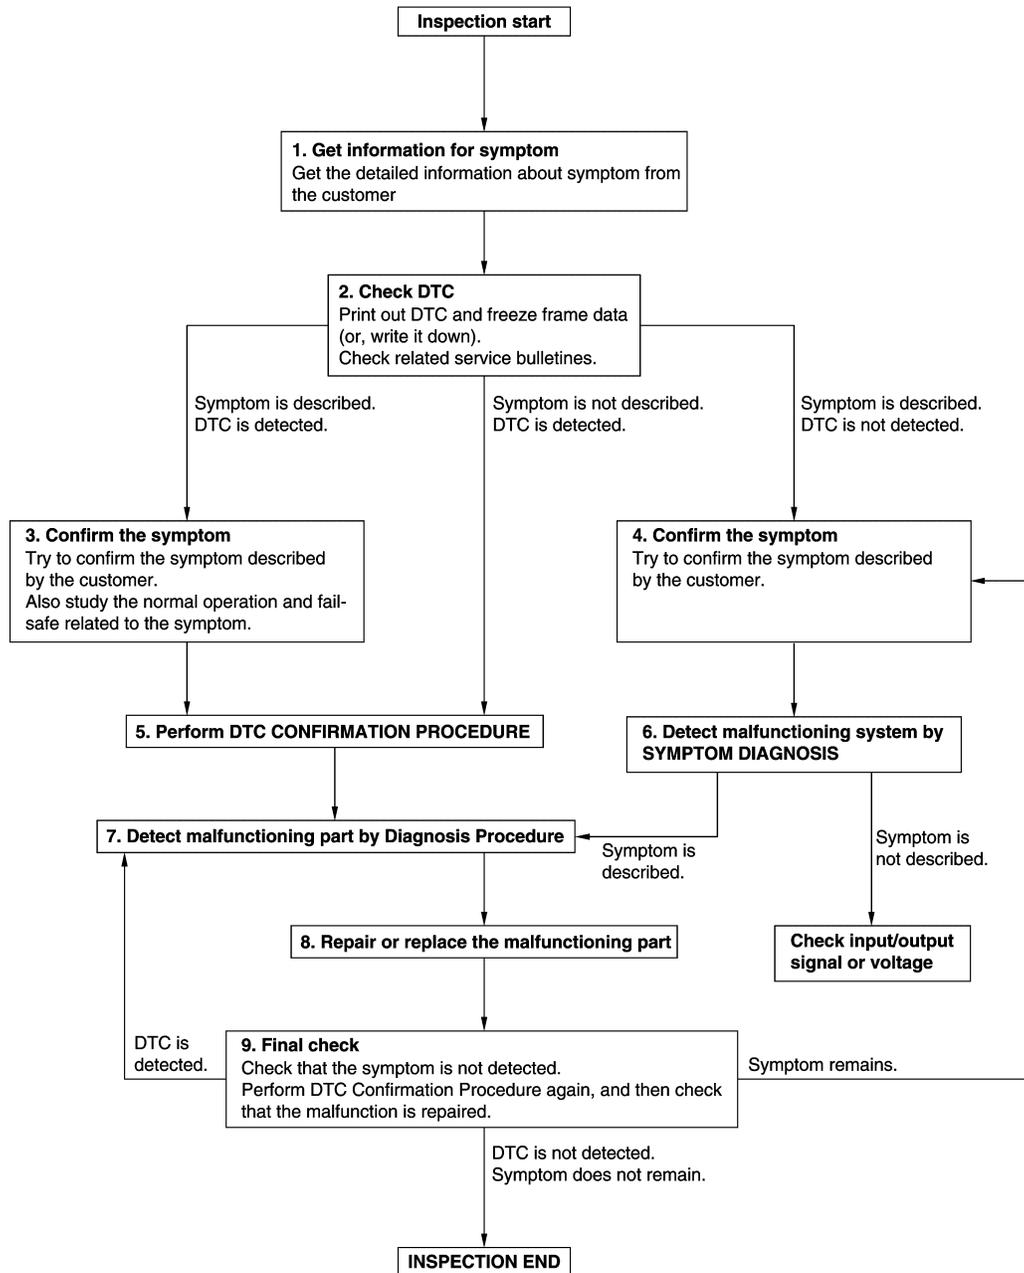 Inspection start
1. Get information for symptom
Get the detailed information about symptom from
the customer
2. Check DTC
Print out DTC and freeze frame data
(or, write it down).
Check related service bulletines.
Symptom is described.
DTC is detected.
Symptom is not described.
DTC is detected.
Symptom is described.
DTC is not detected.
3. Confirm the symptom
Try to confirm the symptom described
by the customer.
Also study the normal operation and fail-
safe related to the symptom.
4. Confirm the symptom
Try to confirm the symptom described
by the customer.
5. Perform DTC CONFIRMATION PROCEDURE
6. Detect malfunctioning system by
SYMPTOM DIAGNOSIS
7. Detect malfunctioning part by Diagnosis Procedure
Symptom is
described.
Symptom is
not described.
8. Repair or replace the malfunctioning part
Check input/output
signal or voltage
DTC is
detected.
9. Final check
Check that the symptom is not detected.
Perform DTC Confirmation Procedure again, and then check
that the malfunction is repaired.
Symptom remains.
DTC is not detected.
Symptom does not remain.
INSPECTION END